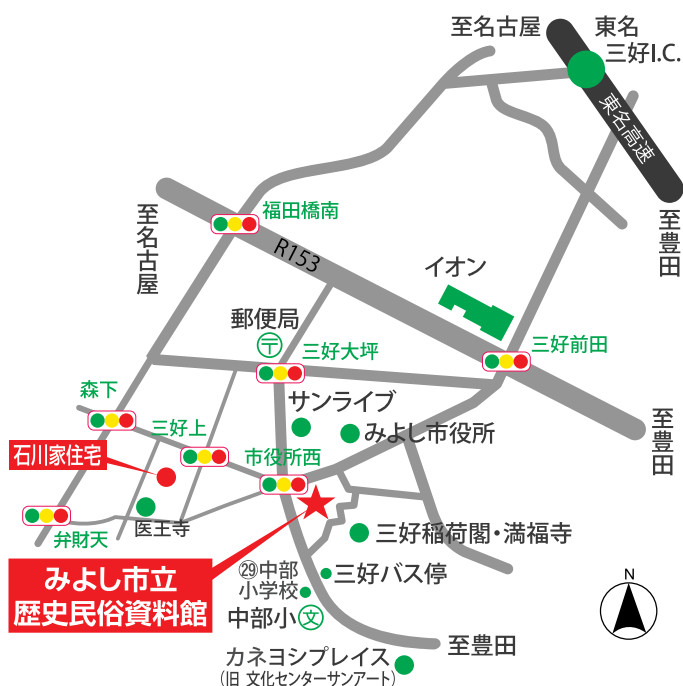 至名古屋
東名
三好I.C.
東名高速
至豊田
至名古屋
福田橋南
R153
イオン
郵便局
〒
三好大坪
三好前田
森下
サンライブ
みよし市役所
至豊田
三好上
石川家住宅
市役所西
医王寺
弁財天
三好稲荷閣・満福寺
みよし市立
歴史民俗資料館
㉙中部
小学校
三好バス停
中部小
文
至豊田
カネヨシプレイス
(旧 文化センターサンアート)
N